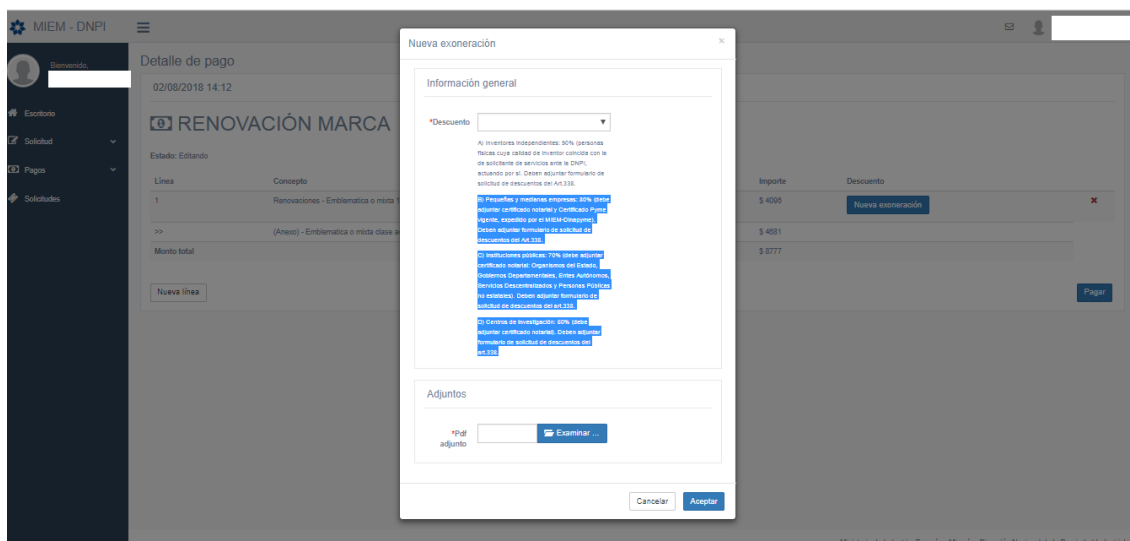 MIEM - DNPI
Bienvenido,
Escritorio
Solicitud
Pagos
Solicitudes
Detalle de pago
02/08/2018 14:12
RENOVACIÓN MARCA
Estado: Editando
Línea Concepto Importe Descuento
1 Renovaciones - Emblematica o mixta 1 $ 4096 Nueva exoneración
>> (Anexo) - Emblematica o mixta clase $ 4681
Monto total $ 8777
Nueva línea
Pagar
Nueva exoneración
Información general
*Descuento
A) Inventores Independientes: 90% (personas
físicas cuya calidad de inventor coincida con la
de solicitante de servicios ante la DNPI,
actuando por sí. Deben adjuntar formulario de
solicitud de descuentos del Art.338.
B) Pequeñas y medianas empresas: 80% (debe
adjuntar certificado notarial y Certificado Pyme
vigente, expedido por el MIEM-Dinapyme).
Deben adjuntar formulario de solicitud de
descuentos del Art.338.
C) Instituciones públicas: 70% (debe adjuntar
certificado notarial: Organismos del Estado,
Gobiernos Departamentales, Entes Autónomos,
Servicios Descentralizados y Personas Públicas
no estatales). Deben adjuntar formulario de
solicitud de descuentos del art.338.
D) Centros de Investigación: 60% (debe
adjuntar certificado notarial). Deben adjuntar
formulario de solicitud de descuentos del
art.338.
Adjuntos
*Pdf
adjunto
Examinar ...
Cancelar
Aceptar